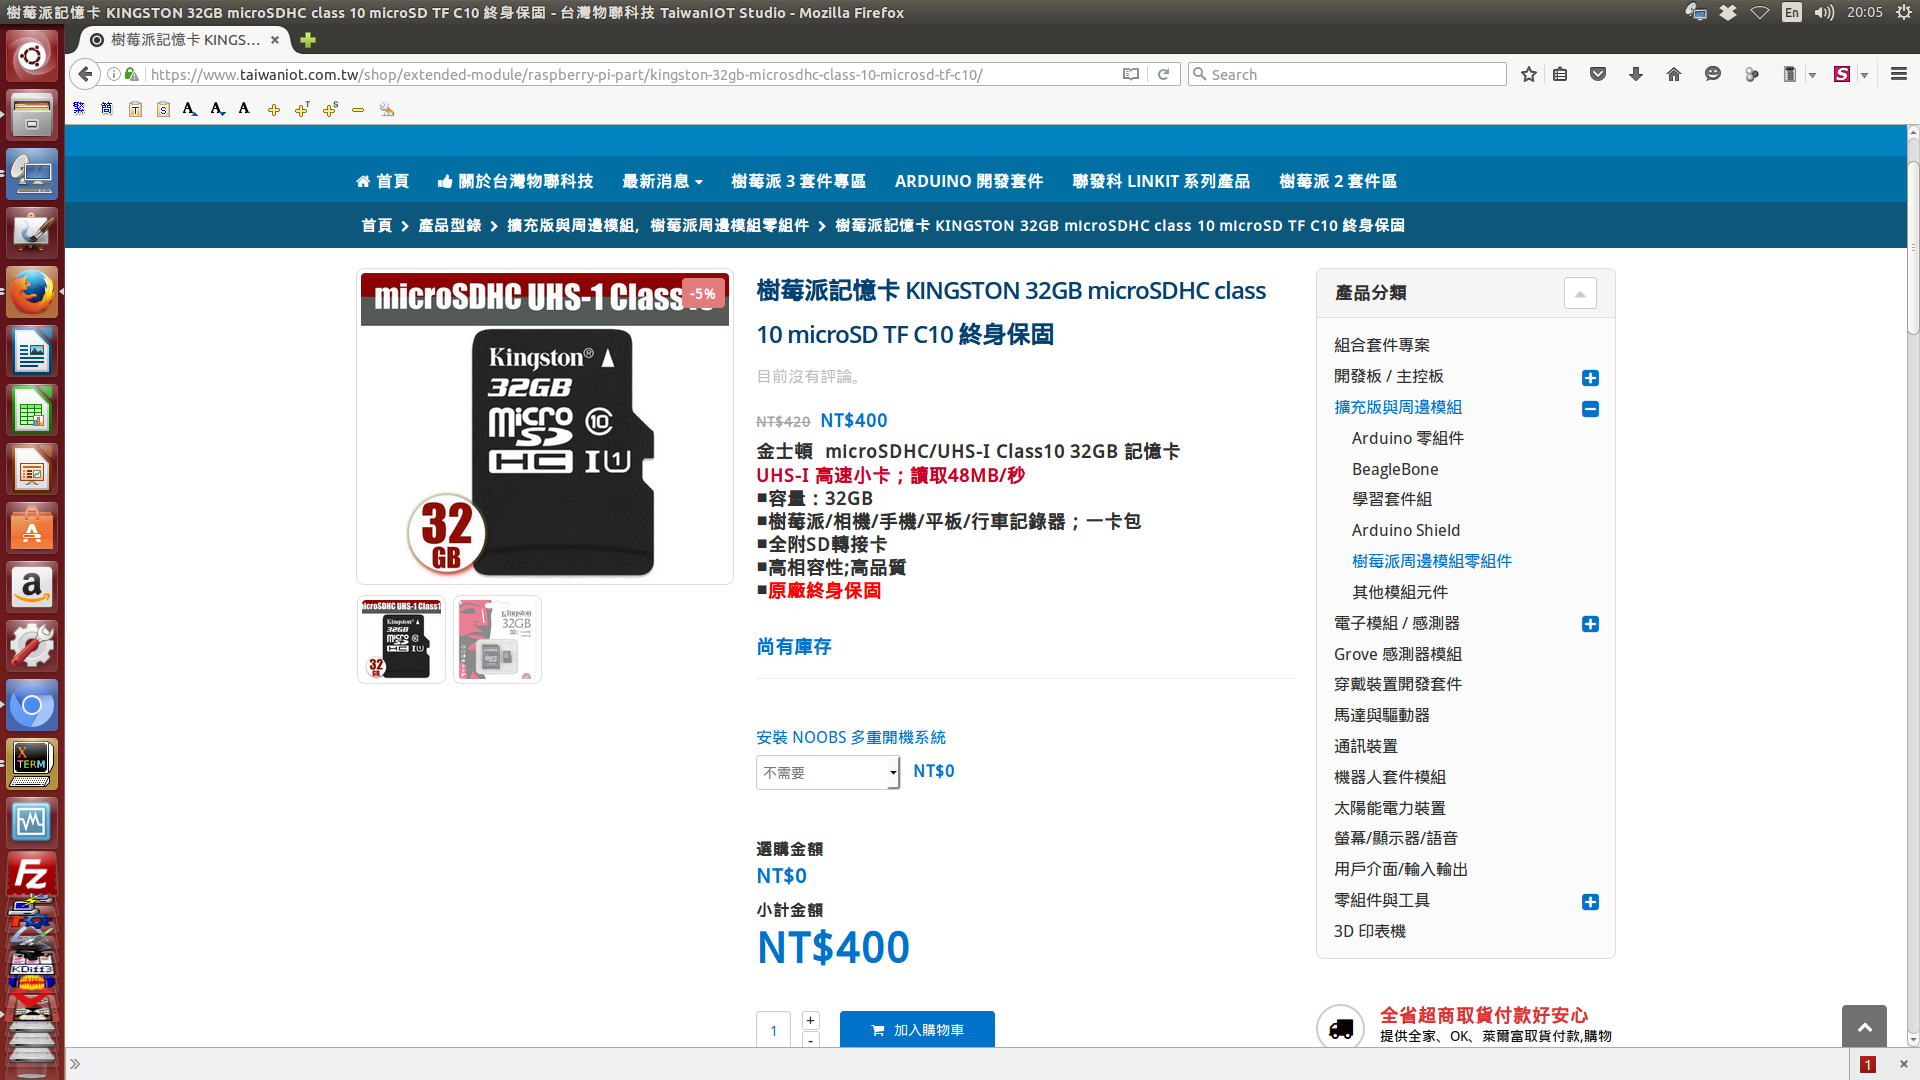 樹莓派記憶卡 KINGSTON 32GB microSDHC class 10 microSD TF C10 終身保固 - 台灣物聯科技 TaiwanIOT Studio - Mozilla Firefox
En
20:05
樹莓派記憶卡 KINGS...
https://www.taiwaniot.com.tw/shop/extended-module/raspberry-pi-part/kingston-32gb-microsdhc-class-10-microsd-tf-c10/
Search
繁 簡
首頁 關於台灣物聯科技 最新消息 樹莓派 3 套件專區 ARDUINO 開發套件 聯發科 LINKIT 系列產品 樹莓派 2 套件區
首頁 產品型錄 擴充版與周邊模組, 樹莓派周邊模組零組件 樹莓派記憶卡 KINGSTON 32GB microSDHC class 10 microSD TF C10 終身保固
microSDHC UHS-1 Class10
-5%
Kingston®
32GB
micro
SD
HC I U1
10
32
GB
樹莓派記憶卡 KINGSTON 32GB microSDHC class
10 microSD TF C10 終身保固
目前沒有評論。
NT$420 NT$400
金士頓 microSDHC/UHS-I Class10 32GB 記憶卡
UHS-I 高速小卡；讀取48MB/秒
■容量：32GB
■樹莓派/相機/手機/平板/行車記錄器；一卡包
■全附SD轉接卡
■高相容性;高品質
■原廠終身保固
尚有庫存
安裝 NOOBS 多重開機系統
不需要 NT$0
選購金額
NT$0
小計金額
NT$400
1
+
-
加入購物車
產品分類
組合套件專案
開發板 / 主控板
擴充版與周邊模組
Arduino 零組件
BeagleBone
學習套件組
Arduino Shield
樹莓派周邊模組零組件
其他模組元件
電子模組 / 感測器
Grove 感測器模組
穿戴裝置開發套件
馬達與驅動器
通訊裝置
機器人套件模組
太陽能電力裝置
螢幕/顯示器/語音
用戶介面/輸入輸出
零組件與工具
3D 印表機
全省超商取貨付款好安心
提供全家、OK、萊爾富取貨付款,購物
X
TERM
Fz
KDiff3
1